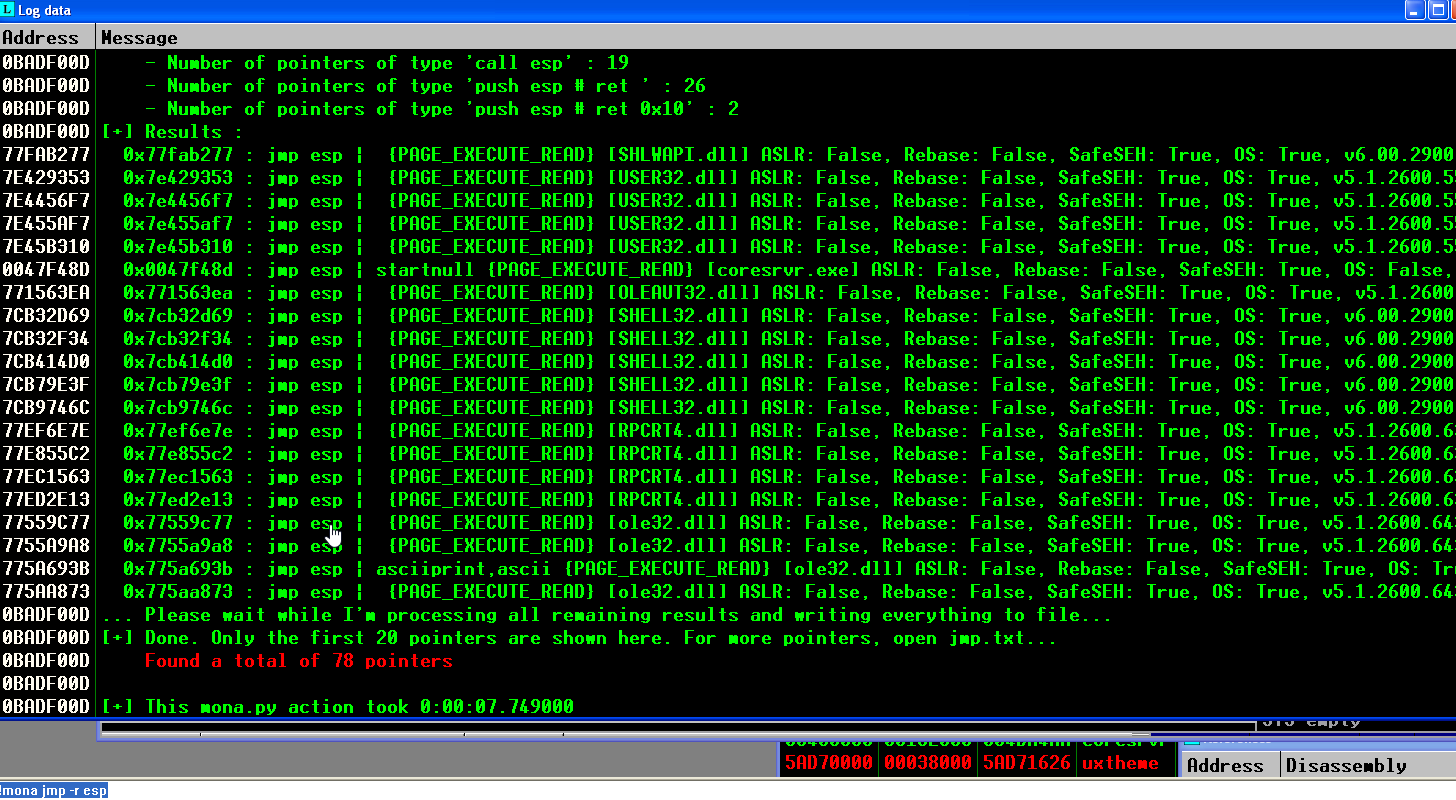 L Log data
Address Message
0BADF00D - Number of pointers of type 'call esp' : 19
0BADF00D - Number of pointers of type 'push esp # ret ' : 26
0BADF00D - Number of pointers of type 'push esp # ret 0x10' : 2
0BADF00D [+] Results :
77FAB277 0x77fab277 : jmp esp | {PAGE_EXECUTE_READ} [SHLWAPI.dll] ASLR: False, Rebase: False, SafeSEH: True, OS: True, v6.00.2900
7E429353 0x7e429353 : jmp esp | {PAGE_EXECUTE_READ} [USER32.dll] ASLR: False, Rebase: False, SafeSEH: True, OS: True, v5.1.2600.5
7E4456F7 0x7e4456f7 : jmp esp | {PAGE_EXECUTE_READ} [USER32.dll] ASLR: False, Rebase: False, SafeSEH: True, OS: True, v5.1.2600.5
7E455AF7 0x7e455af7 : jmp esp | {PAGE_EXECUTE_READ} [USER32.dll] ASLR: False, Rebase: False, SafeSEH: True, OS: True, v5.1.2600.5
7E45B310 0x7e45b310 : jmp esp | {PAGE_EXECUTE_READ} [USER32.dll] ASLR: False, Rebase: False, SafeSEH: True, OS: True, v5.1.2600.5
0047F48D 0x0047f48d : jmp esp | startnull {PAGE_EXECUTE_READ} [coresrvr.exe] ASLR: False, Rebase: False, SafeSEH: True, OS: False,
771563EA 0x771563ea : jmp esp | {PAGE_EXECUTE_READ} [OLEAUT32.dll] ASLR: False, Rebase: False, SafeSEH: True, OS: True, v5.1.2600
7CB32D69 0x7cb32d69 : jmp esp | {PAGE_EXECUTE_READ} [SHELL32.dll] ASLR: False, Rebase: False, SafeSEH: True, OS: True, v6.00.2900
7CB32F34 0x7cb32f34 : jmp esp | {PAGE_EXECUTE_READ} [SHELL32.dll] ASLR: False, Rebase: False, SafeSEH: True, OS: True, v6.00.2900
7CB414D0 0x7cb414d0 : jmp esp | {PAGE_EXECUTE_READ} [SHELL32.dll] ASLR: False, Rebase: False, SafeSEH: True, OS: True, v6.00.2900
7CB79E3F 0x7cb79e3f : jmp esp | {PAGE_EXECUTE_READ} [SHELL32.dll] ASLR: False, Rebase: False, SafeSEH: True, OS: True, v6.00.2900
7CB9746C 0x7cb9746c : jmp esp | {PAGE_EXECUTE_READ} [SHELL32.dll] ASLR: False, Rebase: False, SafeSEH: True, OS: True, v6.00.2900
77EF6E7E 0x77ef6e7e : jmp esp | {PAGE_EXECUTE_READ} [RPCRT4.dll] ASLR: False, Rebase: False, SafeSEH: True, OS: True, v5.1.2600.6
77E855C2 0x77e855c2 : jmp esp | {PAGE_EXECUTE_READ} [RPCRT4.dll] ASLR: False, Rebase: False, SafeSEH: True, OS: True, v5.1.2600.6
77EC1563 0x77ec1563 : jmp esp | {PAGE_EXECUTE_READ} [RPCRT4.dll] ASLR: False, Rebase: False, SafeSEH: True, OS: True, v5.1.2600.6
77ED2E13 0x77ed2e13 : jmp esp | {PAGE_EXECUTE_READ} [RPCRT4.dll] ASLR: False, Rebase: False, SafeSEH: True, OS: True, v5.1.2600.6
77559C77 0x77559c77 : jmp esp | {PAGE_EXECUTE_READ} [ole32.dll] ASLR: False, Rebase: False, SafeSEH: True, OS: True, v5.1.2600.64
7755A9A8 0x7755a9a8 : jmp esp | {PAGE_EXECUTE_READ} [ole32.dll] ASLR: False, Rebase: False, SafeSEH: True, OS: True, v5.1.2600.64
775A693B 0x775a693b : jmp esp | asciiprint,ascii {PAGE_EXECUTE_READ} [ole32.dll] ASLR: False, Rebase: False, SafeSEH: True, OS: Tr
775AA873 0x775aa873 : jmp esp | {PAGE_EXECUTE_READ} [ole32.dll] ASLR: False, Rebase: False, SafeSEH: True, OS: True, v5.1.2600.64
0BADF00D ... Please wait while I'm processing all remaining results and writing everything to file...
0BADF00D [+] Done. Only the first 20 pointers are shown here. For more pointers, open jmp.txt...
0BADF00D Found a total of 78 pointers
0BADF00D
0BADF00D [+] This mona.py action took 0:00:07.749000
ST5 empty
5AD70000 00038000 5AD71626 uxtheme
Address Disassembly
!mona jmp -r esp